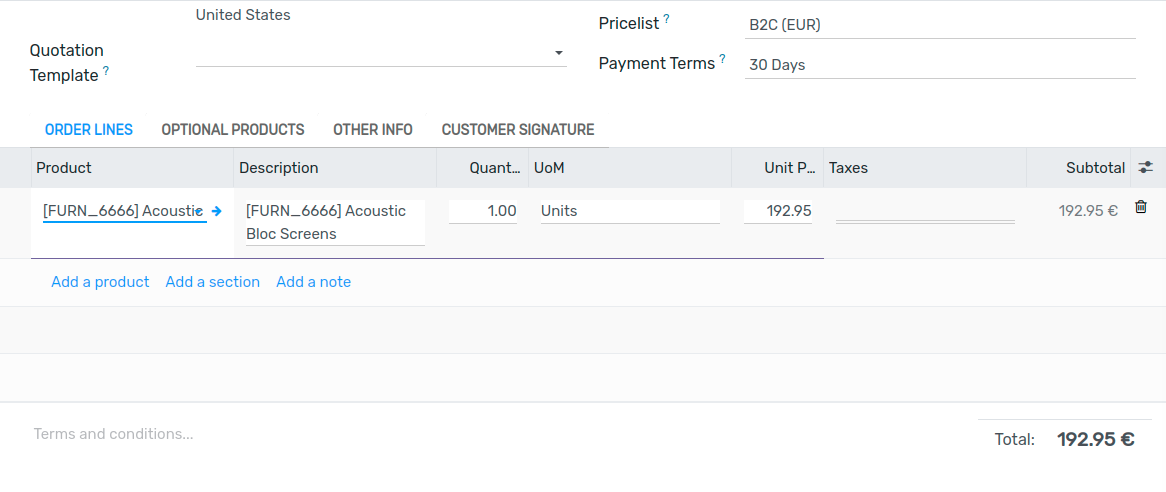 United States
Quotation
Template ?
Pricelist ? B2C (EUR)
Payment Terms ? 30 Days
ORDER LINES OPTIONAL PRODUCTS OTHER INFO CUSTOMER SIGNATURE
Product Description Quant... UoM Unit P... Taxes Subtotal
[FURN_6666] Acoustic [FURN_6666] Acoustic 1.00 Units 192.95 192.95 €
Bloc Screens
Add a product Add a section Add a note
Terms and conditions...
Total: 192.95 €